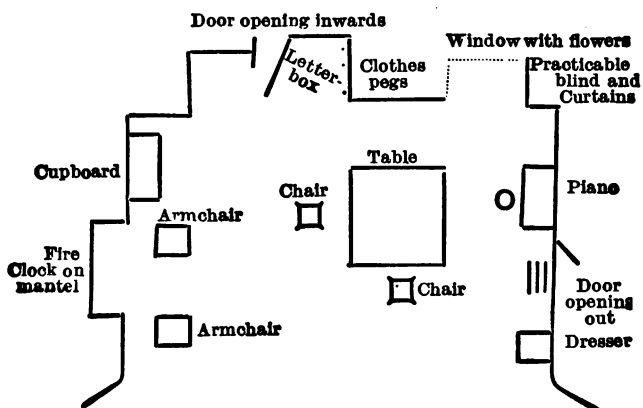 Door opening inwards
Letter-
box
Clothes
pegs
Window with flowers
Practicable
blind and
Curtains
Cupboard
Table
Chair
Piano
Armchair
Fire
Clock on
mantel
Chair
Door
opening
out
Armchair
Dresser